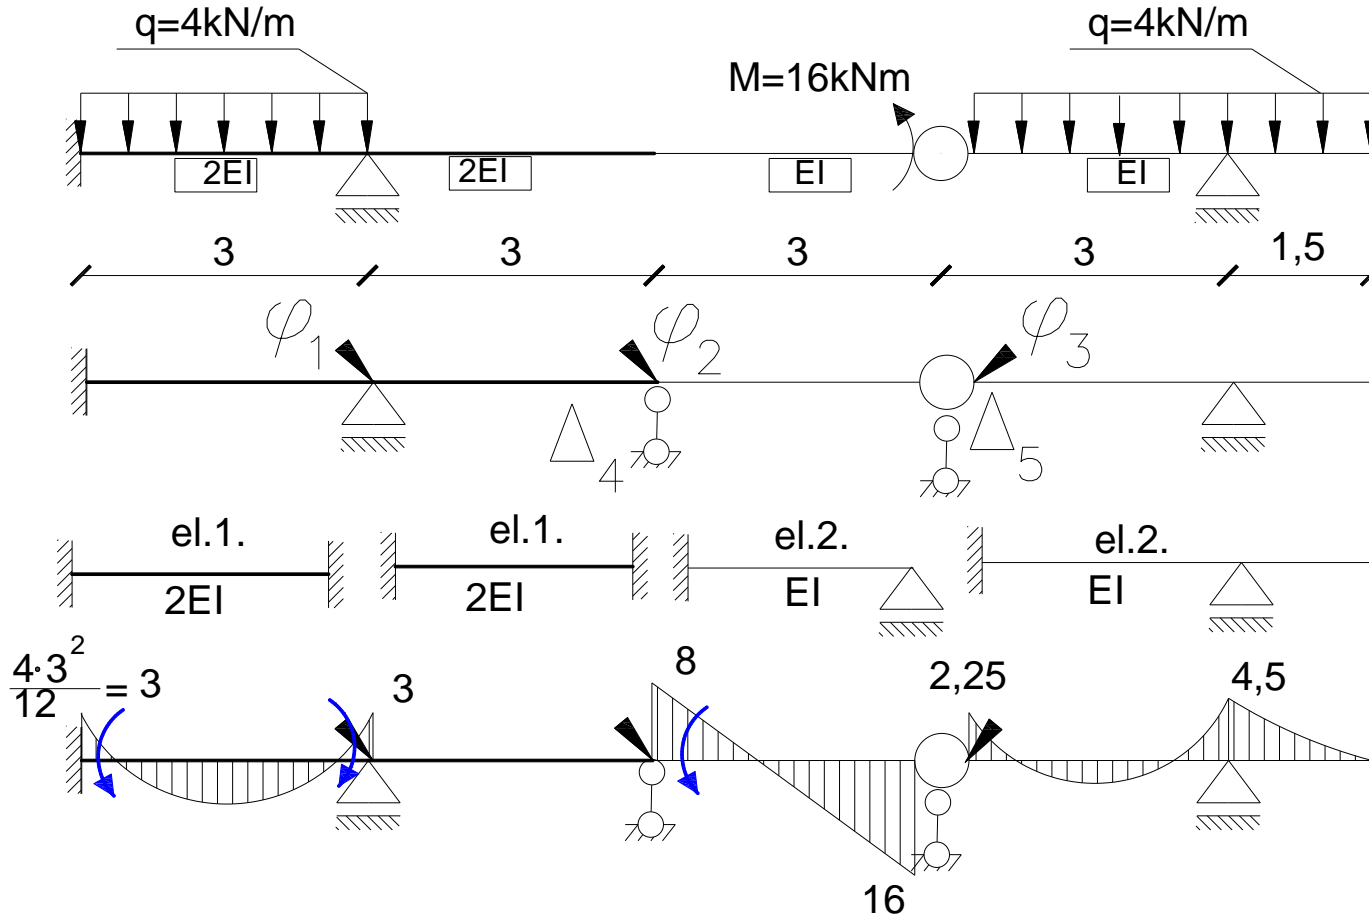 q=4kN/m
q=4kN/m
M=16kNm
2EI
2EI
EI
EI
3
3
3
3
1,5
φ1
φ2
φ3
Δ4
Δ5
el.1.
el.1.
el.2.
el.2.
2EI
2EI
EI
EI
4·3²/12 = 3
3
8
2,25
4,5
16